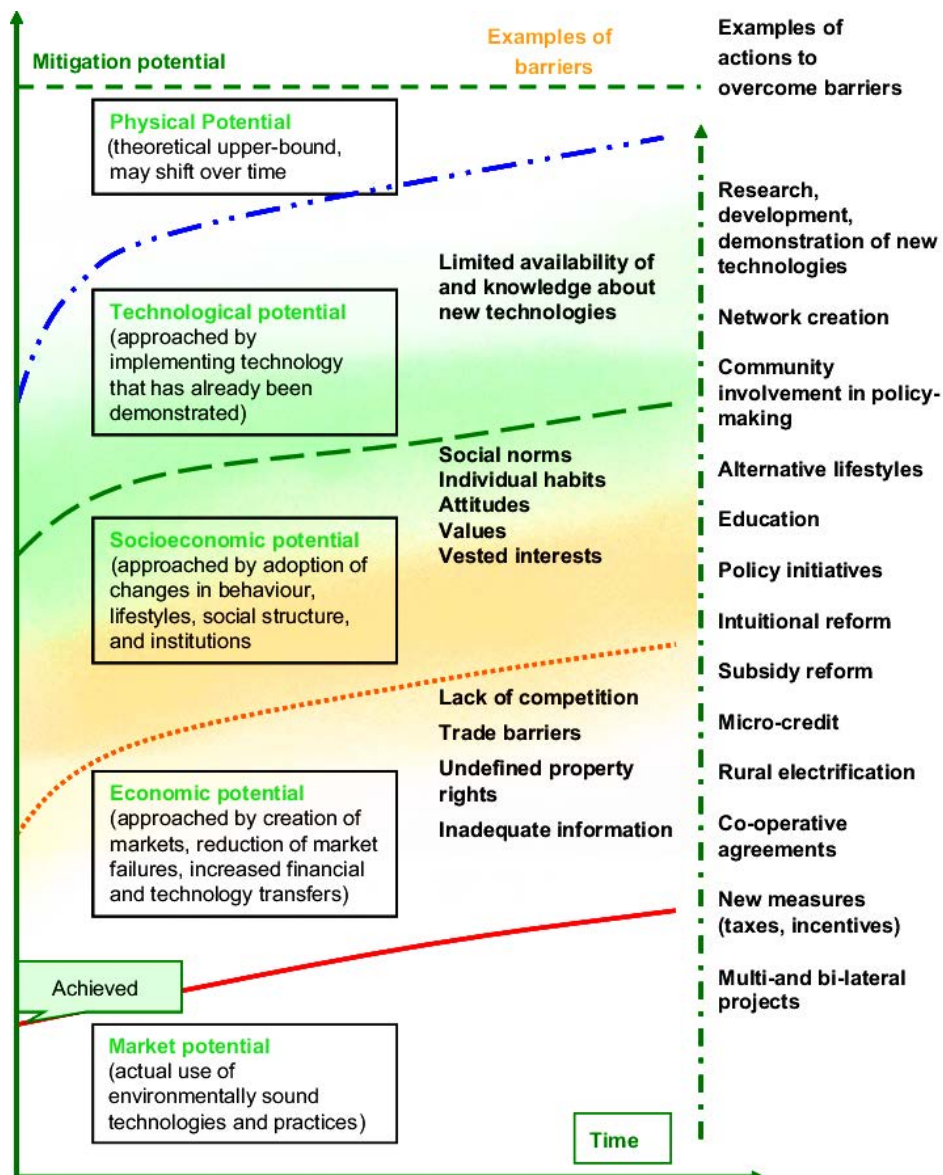 Mitigation potential
Examples of
barriers
Examples of
actions to
overcome barriers
Physical Potential
(theoretical upper-bound,
may shift over time
Technological potential
(approached by
implementing technology
that has already been
demonstrated)
Socioeconomic potential
(approached by adoption of
changes in behaviour,
lifestyles, social structure,
and institutions
Economic potential
(approached by creation of
markets, reduction of market
failures, increased financial
and technology transfers)
Achieved
Market potential
(actual use of
environmentally sound
technologies and practices)
Limited availability of
and knowledge about
new technologies
Social norms
Individual habits
Attitudes
Values
Vested interests
Lack of competition
Trade barriers
Undefined property
rights
Inadequate information
Research,
development,
demonstration of new
technologies
Network creation
Community
involvement in policy-
making
Alternative lifestyles
Education
Policy initiatives
Intuitional reform
Subsidy reform
Micro-credit
Rural electrification
Co-operative
agreements
New measures
(taxes, incentives)
Multi-and bi-lateral
projects
Time